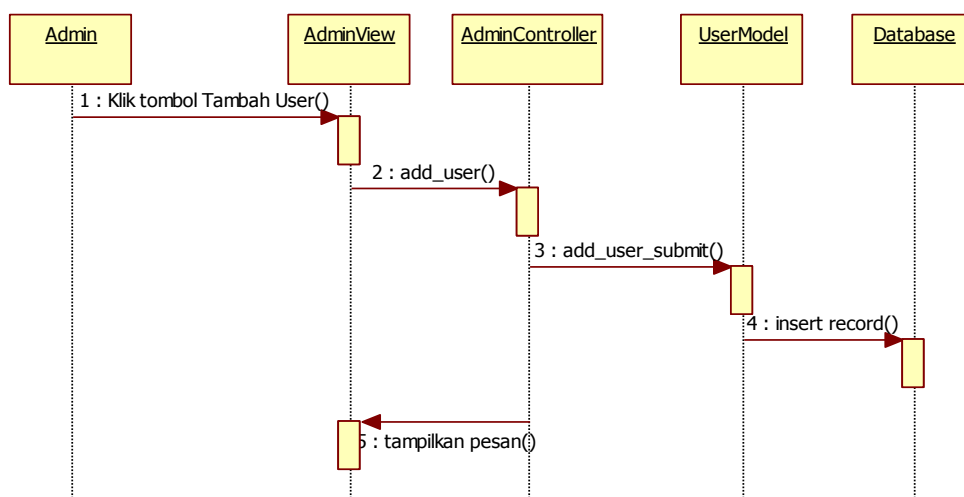 Admin
AdminView
AdminController
UserModel
Database
1 : Klik tombol Tambah User()
2 : add_user()
3 : add_user_submit()
4 : insert record()
5 : tampilkan pesan()